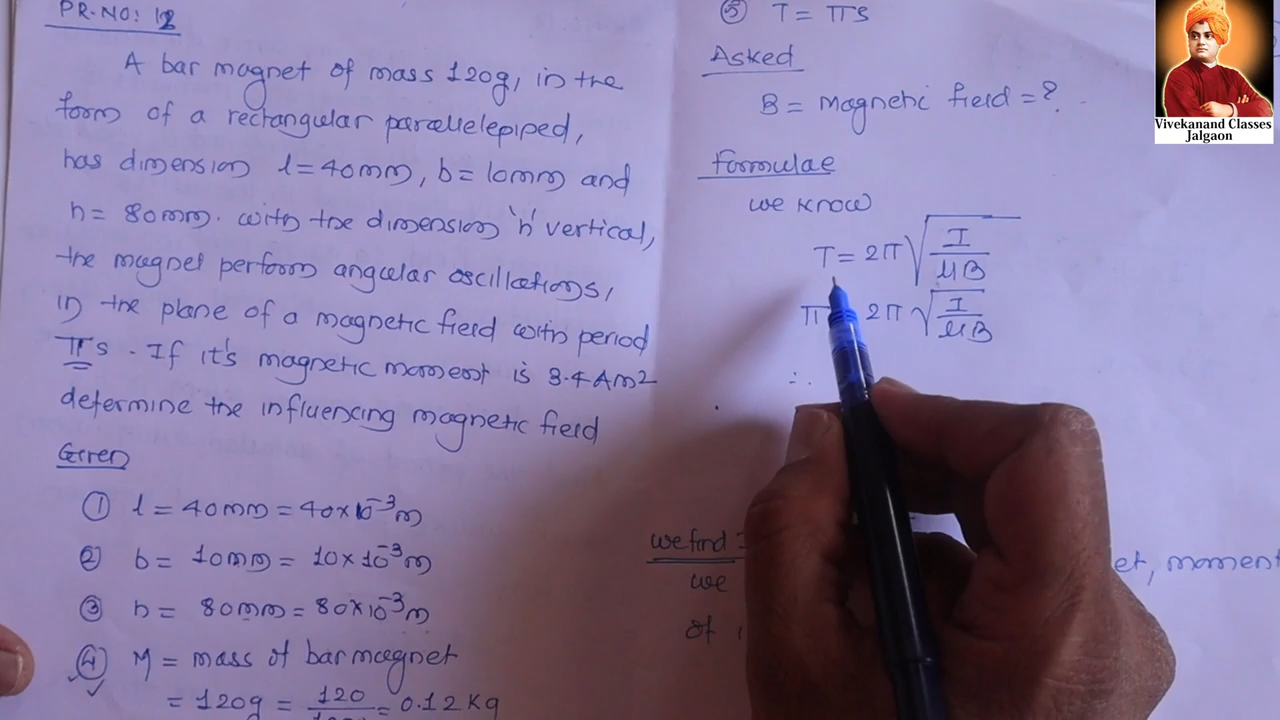 PR.NO: 12
A bar magnet of mass 120g, in the
form of a rectangular parallelepiped,
has dimension l=40mm, b=10mm and
h= 80mm. with the dimension 'h' vertical,
the magnet perform angular oscillations,
in the plane of a magnetic field with period
πs. If it's magnetic moment is 3.4 Am2
determine the influencing magnetic field
Given
① l = 40mm = 40×10⁻³m
② b = 10mm = 10×10⁻³m
③ h = 80mm = 80×10⁻³m
④ M = mass of bar magnet
= 120g = 120 = 0.12 Kg
⑤ T = πs
Asked
B = Magnetic field = ?
Formulae
we know
T = 2π√(I/μB)
π = 2π√(I/μB)
∴
we find I
we
et, moment
of
Vivekanand Classes
Jalgaon